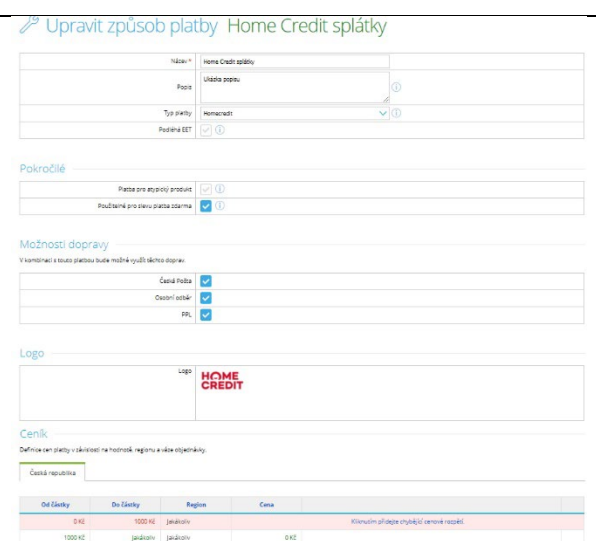 Upravit způsob platby Home Credit splátky
Název * Home Credit splátky
Popis Ukázka popisu
Typ platby Homecredit
Podléhá EET
Pokročilé
Platba pro atypický produkt
Použitelné pro slevu platba zdarma
Možnosti dopravy
V kombinaci s touto platbou bude možné využít těchto doprav.
Česká Pošta
Osobní odběr
PPL
Logo
Logo HOME
CREDIT
Ceník
Definice cen platby v závislosti na hodnotě, regionu a váze objednávky.
Česká republika
Od částky Do částky Region Cena
0 Kč 1000 Kč Jakákoliv Kliknutím přidejte chybějící cenové rozpětí
1000 Kč Jakákoliv Jakákoliv 0 Kč